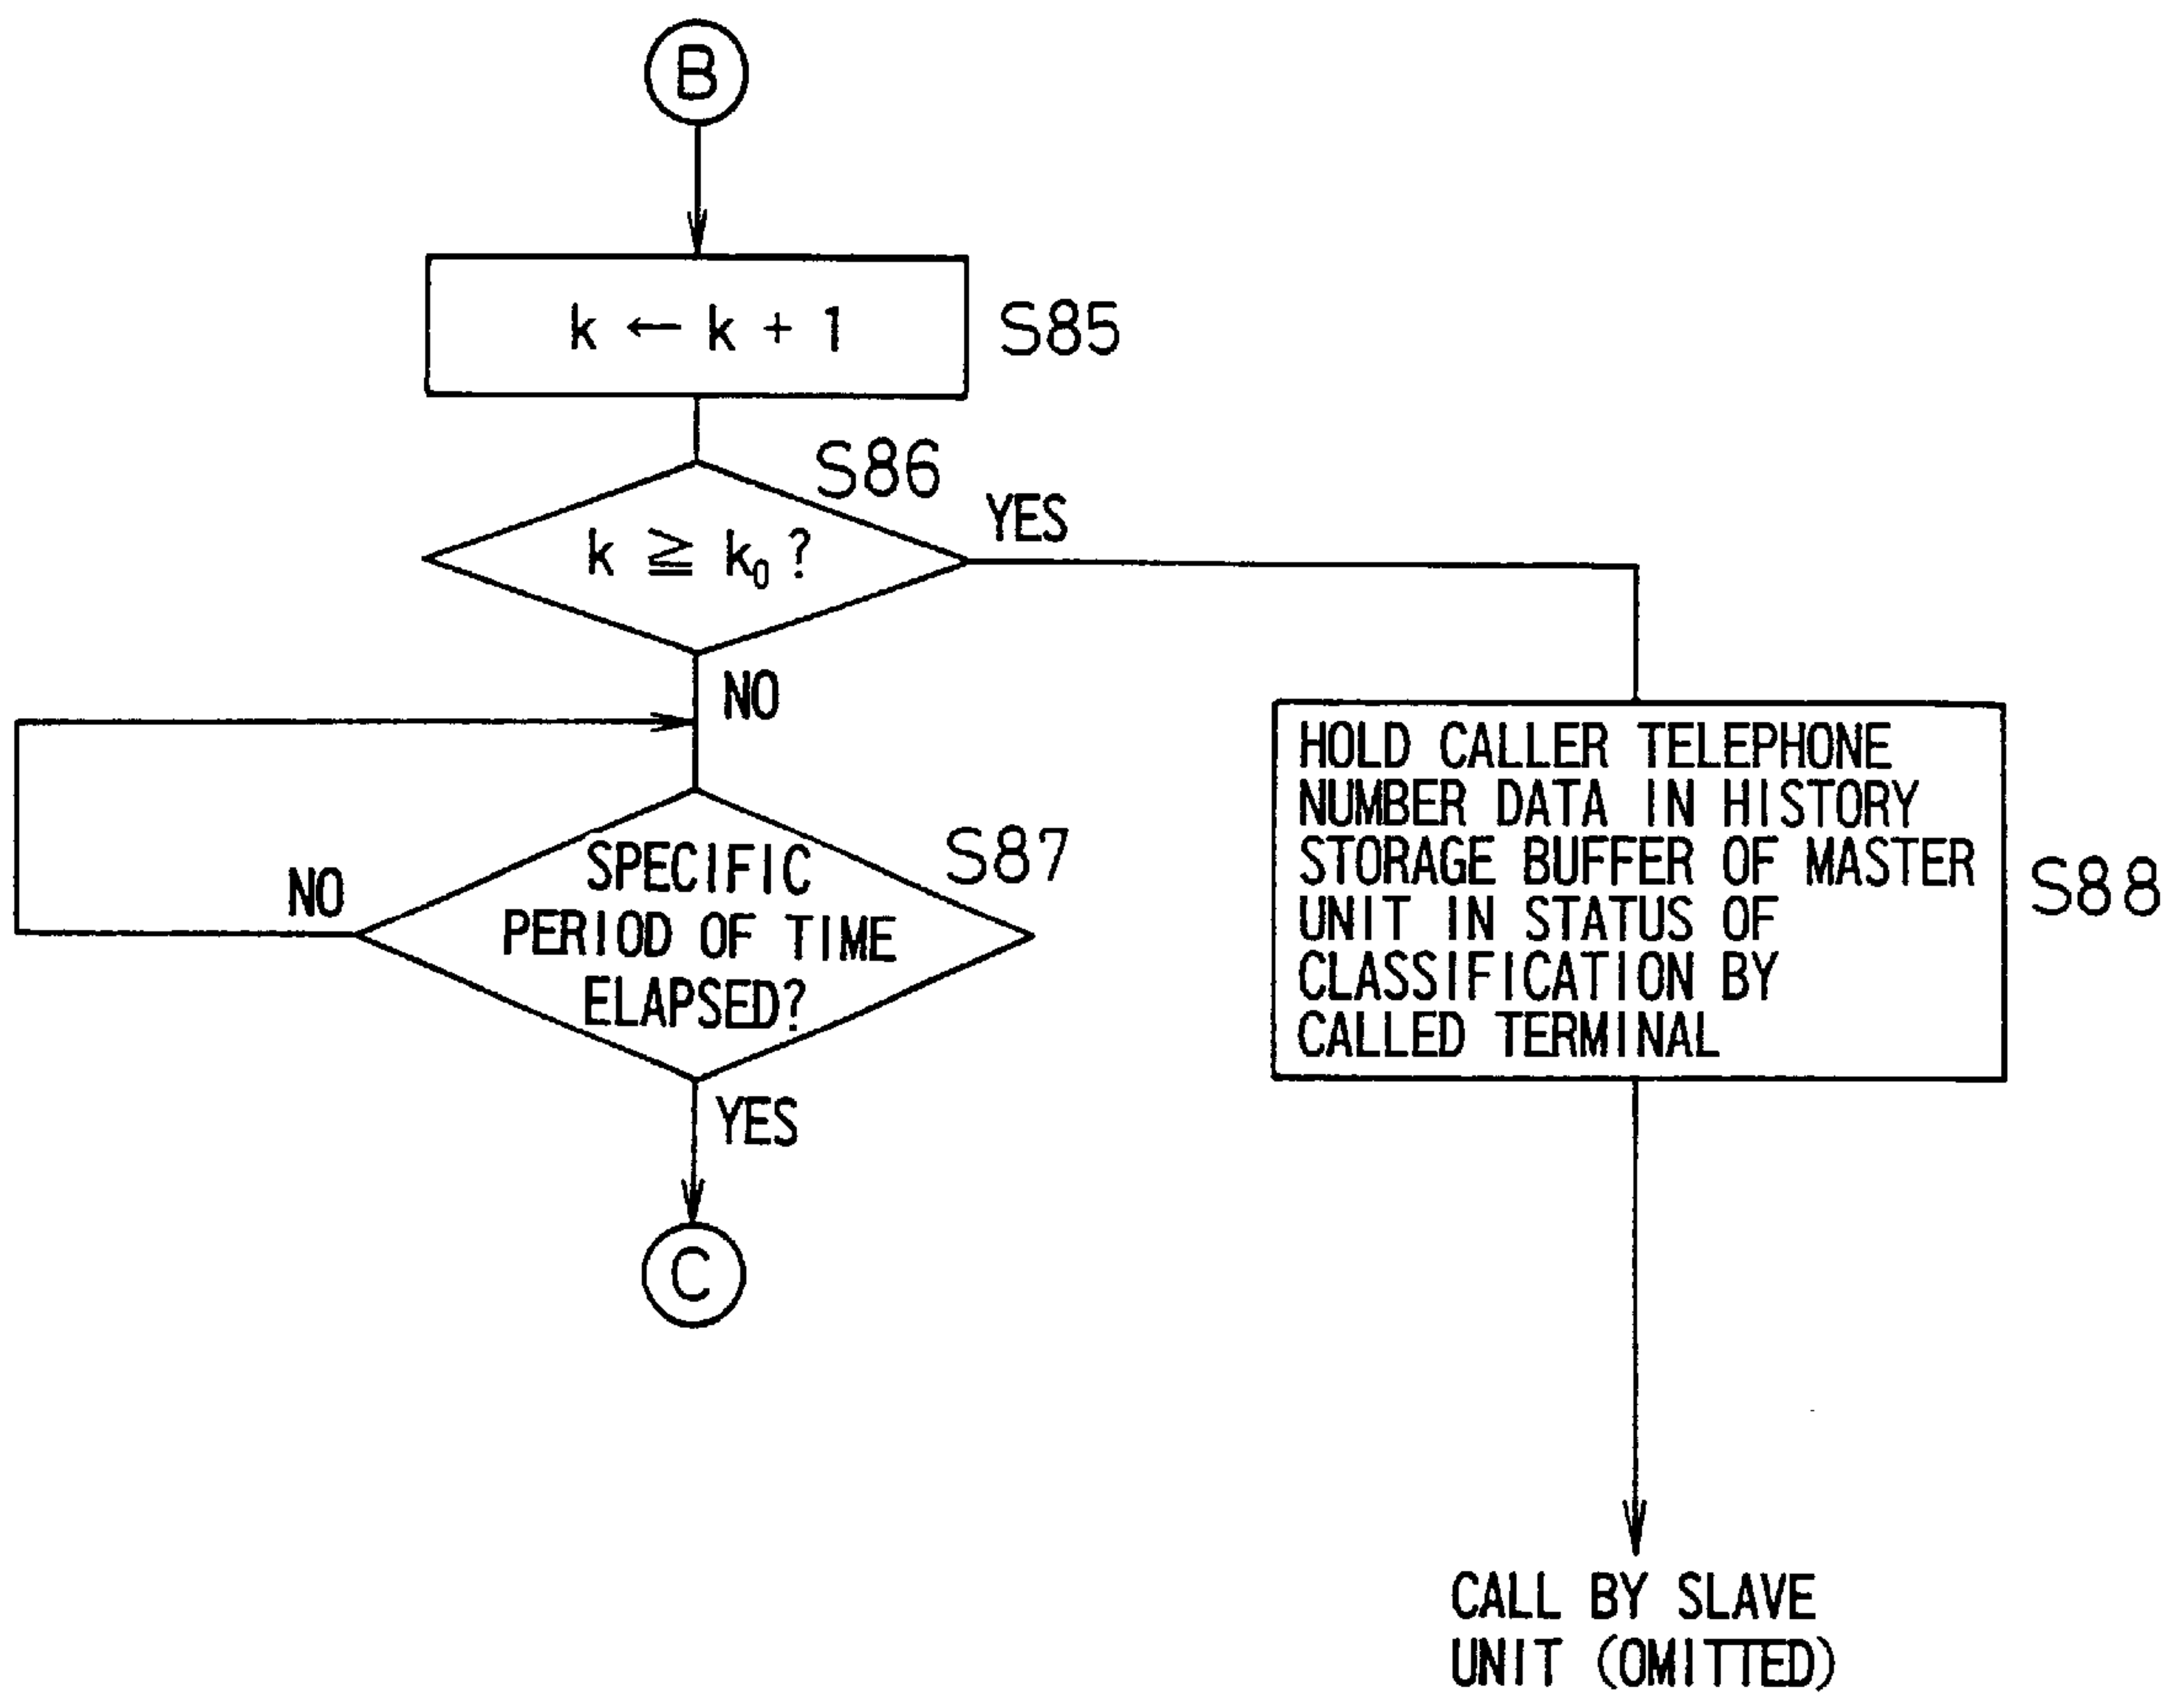 B
k ← k + 1
S85
S86
k ≧ k₀ ?
YES
NO
SPECIFIC
PERIOD OF TIME
ELAPSED?
S87
NO
YES
C
HOLD CALLER TELEPHONE
NUMBER DATA IN HISTORY
STORAGE BUFFER OF MASTER
UNIT IN STATUS OF
CLASSIFICATION BY
CALLED TERMINAL
S88
CALL BY SLAVE
UNIT (OMITTED)